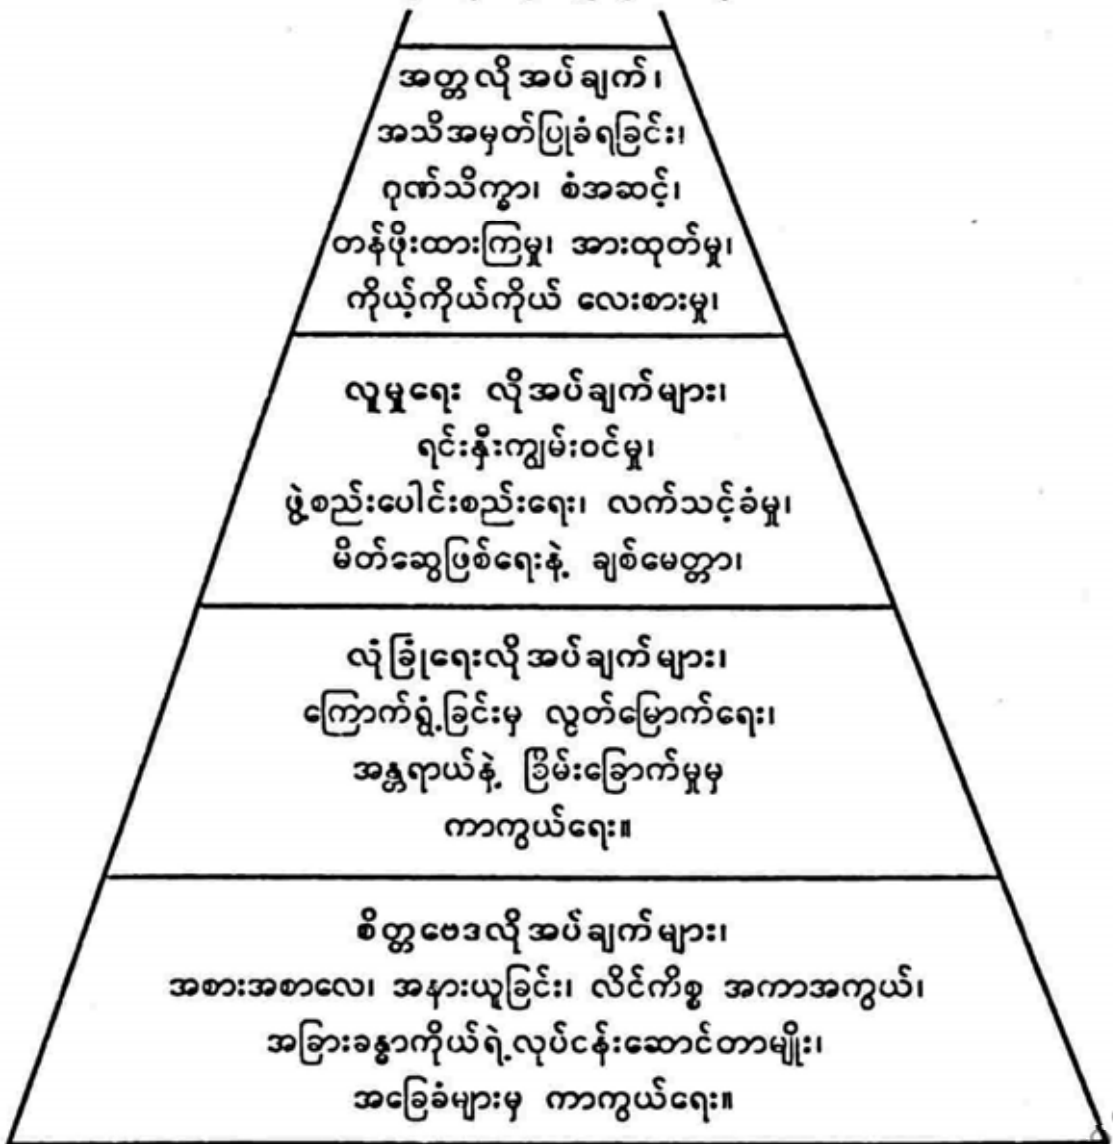 အတ္တလိုအပ်ချက်၊
အသိအမှတ်ပြုခံရခြင်း၊
ဂုဏ်သိက္ခာ၊ စံအဆင့်၊
တန်ဖိုးထားကြမှု၊ အားထုတ်မှု၊
ကိုယ့်ကိုယ်ကိုယ် လေးစားမှု၊
လူမှုရေး လိုအပ်ချက်များ၊
ရင်းနှီးကျွမ်းဝင်မှု၊
ဖွဲ့စည်းပေါင်းစည်းရေး၊ လက်သင့်ခံမှု၊
မိတ်ဆွေဖြစ်ရေးနဲ့ ချစ်မေတ္တာ၊
လုံခြုံရေးလိုအပ်ချက်များ၊
ကြောက်ရွံ့ခြင်းမှ လွတ်မြောက်ရေး၊
အန္တရာယ်နဲ့ ခြိမ်းခြောက်မှုမှ
ကာကွယ်ရေး။
စိတ္တဗေဒလိုအပ်ချက်များ၊
အစားအစာလေ၊ အနားယူခြင်း၊ လိင်ကိစ္စ အကာအကွယ်၊
အခြားခန္ဓာကိုယ်ရဲ့လုပ်ငန်းဆောင်တာမျိုး၊
အခြေခံများမှ ကာကွယ်ရေး။